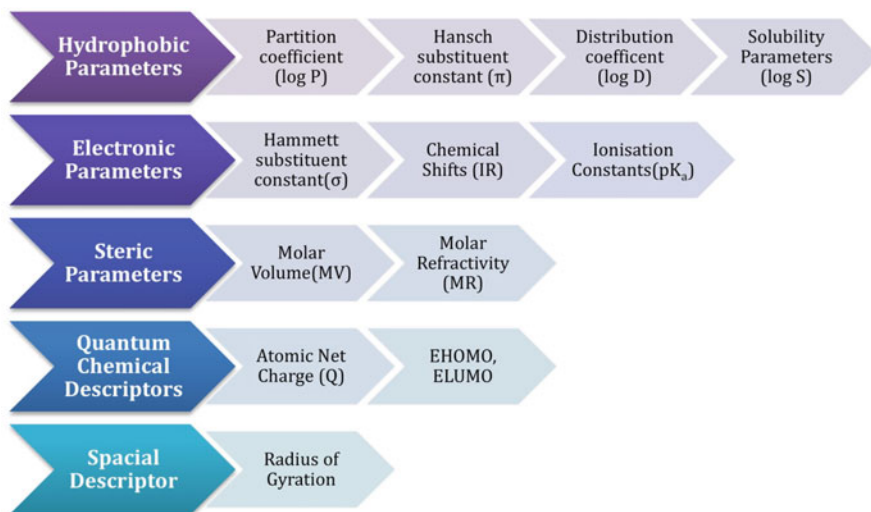 Hydrophobic
Parameters
Partition
coefficient
(log P)
Hansch
substituent
constant (π)
Distribution
coefficent
(log D)
Solubility
Parameters
(log S)
Electronic
Parameters
Hammett
substituent
constant(σ)
Chemical
Shifts (IR)
Ionisation
Constants(pKₐ)
Steric
Parameters
Molar
Volume(MV)
Molar
Refractivity
(MR)
Quantum
Chemical
Descriptors
Atomic Net
Charge (Q)
EHOMO,
ELUMO
Spacial
Descriptor
Radius of
Gyration